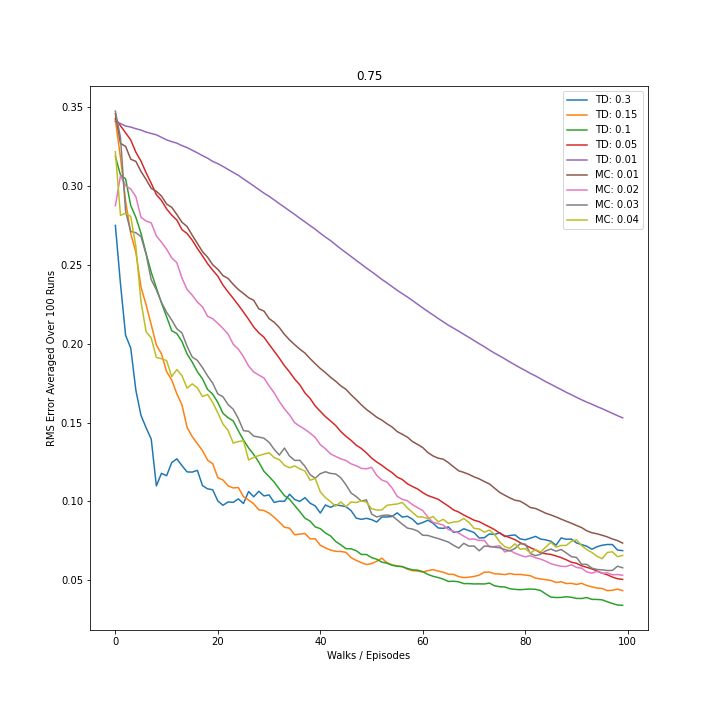 0.75
RMS Error Averaged Over 100 Runs
0.35
0.30
0.25
0.20
0.15
0.10
0.05
TD: 0.3
TD: 0.15
TD: 0.1
TD: 0.05
TD: 0.01
MC: 0.01
MC: 0.02
MC: 0.03
MC: 0.04
0
20
40
60
80
100
Walks / Episodes